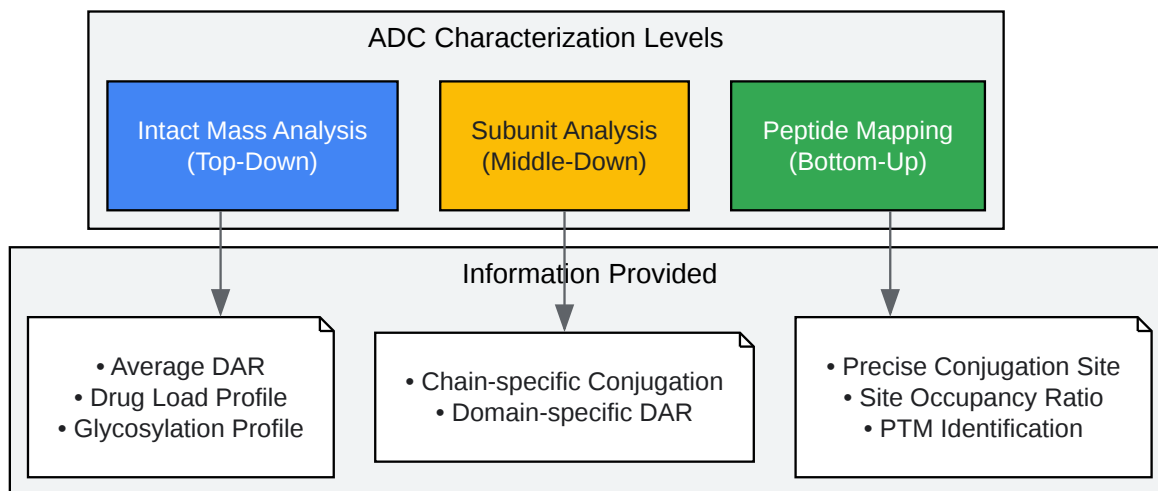 ADC Characterization Levels
Intact Mass Analysis
(Top-Down)
Subunit Analysis
(Middle-Down)
Peptide Mapping
(Bottom-Up)
Information Provided
• Average DAR
• Drug Load Profile
• Glycosylation Profile
• Chain-specific Conjugation
• Domain-specific DAR
• Precise Conjugation Site
• Site Occupancy Ratio
• PTM Identification